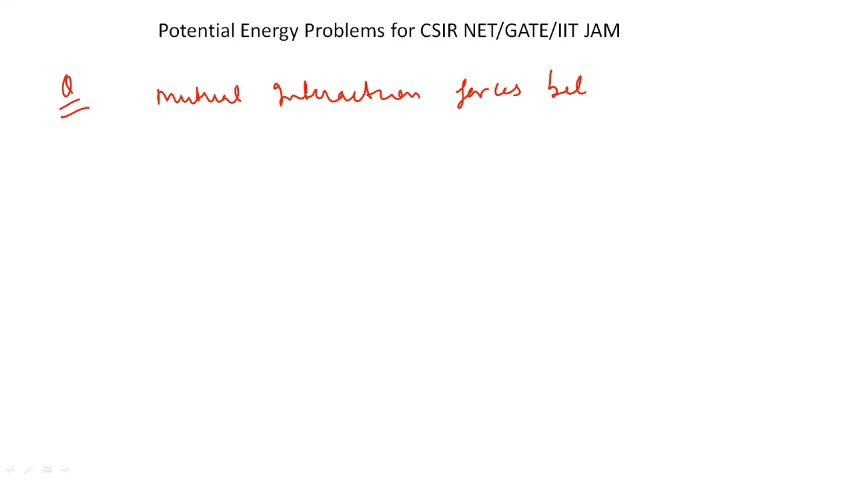 Potential Energy Problems for CSIR NET/GATE/IIT JAM
Q mutual Interaction forces bet